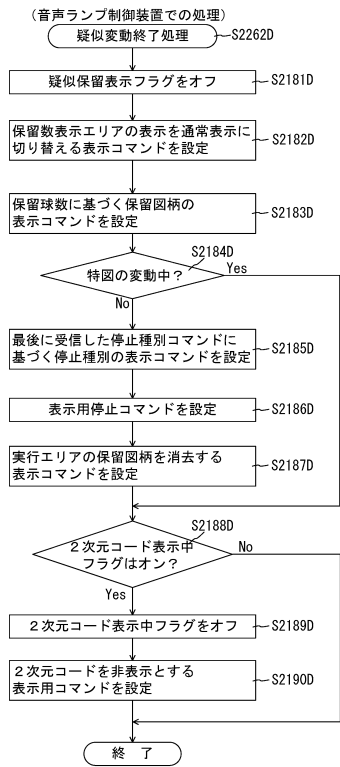 (音声ランプ制御装置での処理)
疑似変動終了処理
S2262D
疑似保留表示フラグをオフ
S2181D
保留数表示エリアの表示を通常表示に
切り替える表示コマンドを設定
S2182D
保留球数に基づく保留図柄の
表示コマンドを設定
S2183D
S2184D
特図の変動中?
Yes
No
最後に受信した停止種別コマンドに
基づく停止種別の表示コマンドを設定
S2185D
表示用停止コマンドを設定
S2186D
実行エリアの保留図柄を消去する
表示コマンドを設定
S2187D
S2188D
2次元コード表示中
フラグはオン?
No
Yes
2次元コード表示中フラグをオフ
S2189D
2次元コードを非表示とする
表示用コマンドを設定
S2190D
終 了